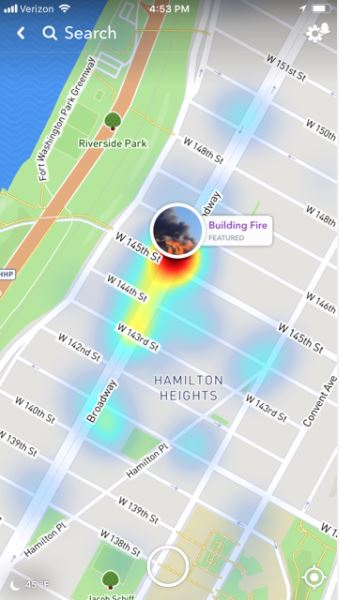 Verizon
4:53 PM
Search
W 151st St
Fort Washington Park Greenway
W 150th
Riverside Park
W 148th St
W 148th
Building Fire
FEATURED
W 145th St
HHP
W 144th St
W 146th
W 143rd St
W 145th St
W 142nd St
HAMILTON
HEIGHTS
W 143rd St
Convent Ave
Broadway
W 140th St
W 139th St
Hamilton Pl
W 139th St
Hamilton Pl
W 138th St
45°F
Jacob Schiff